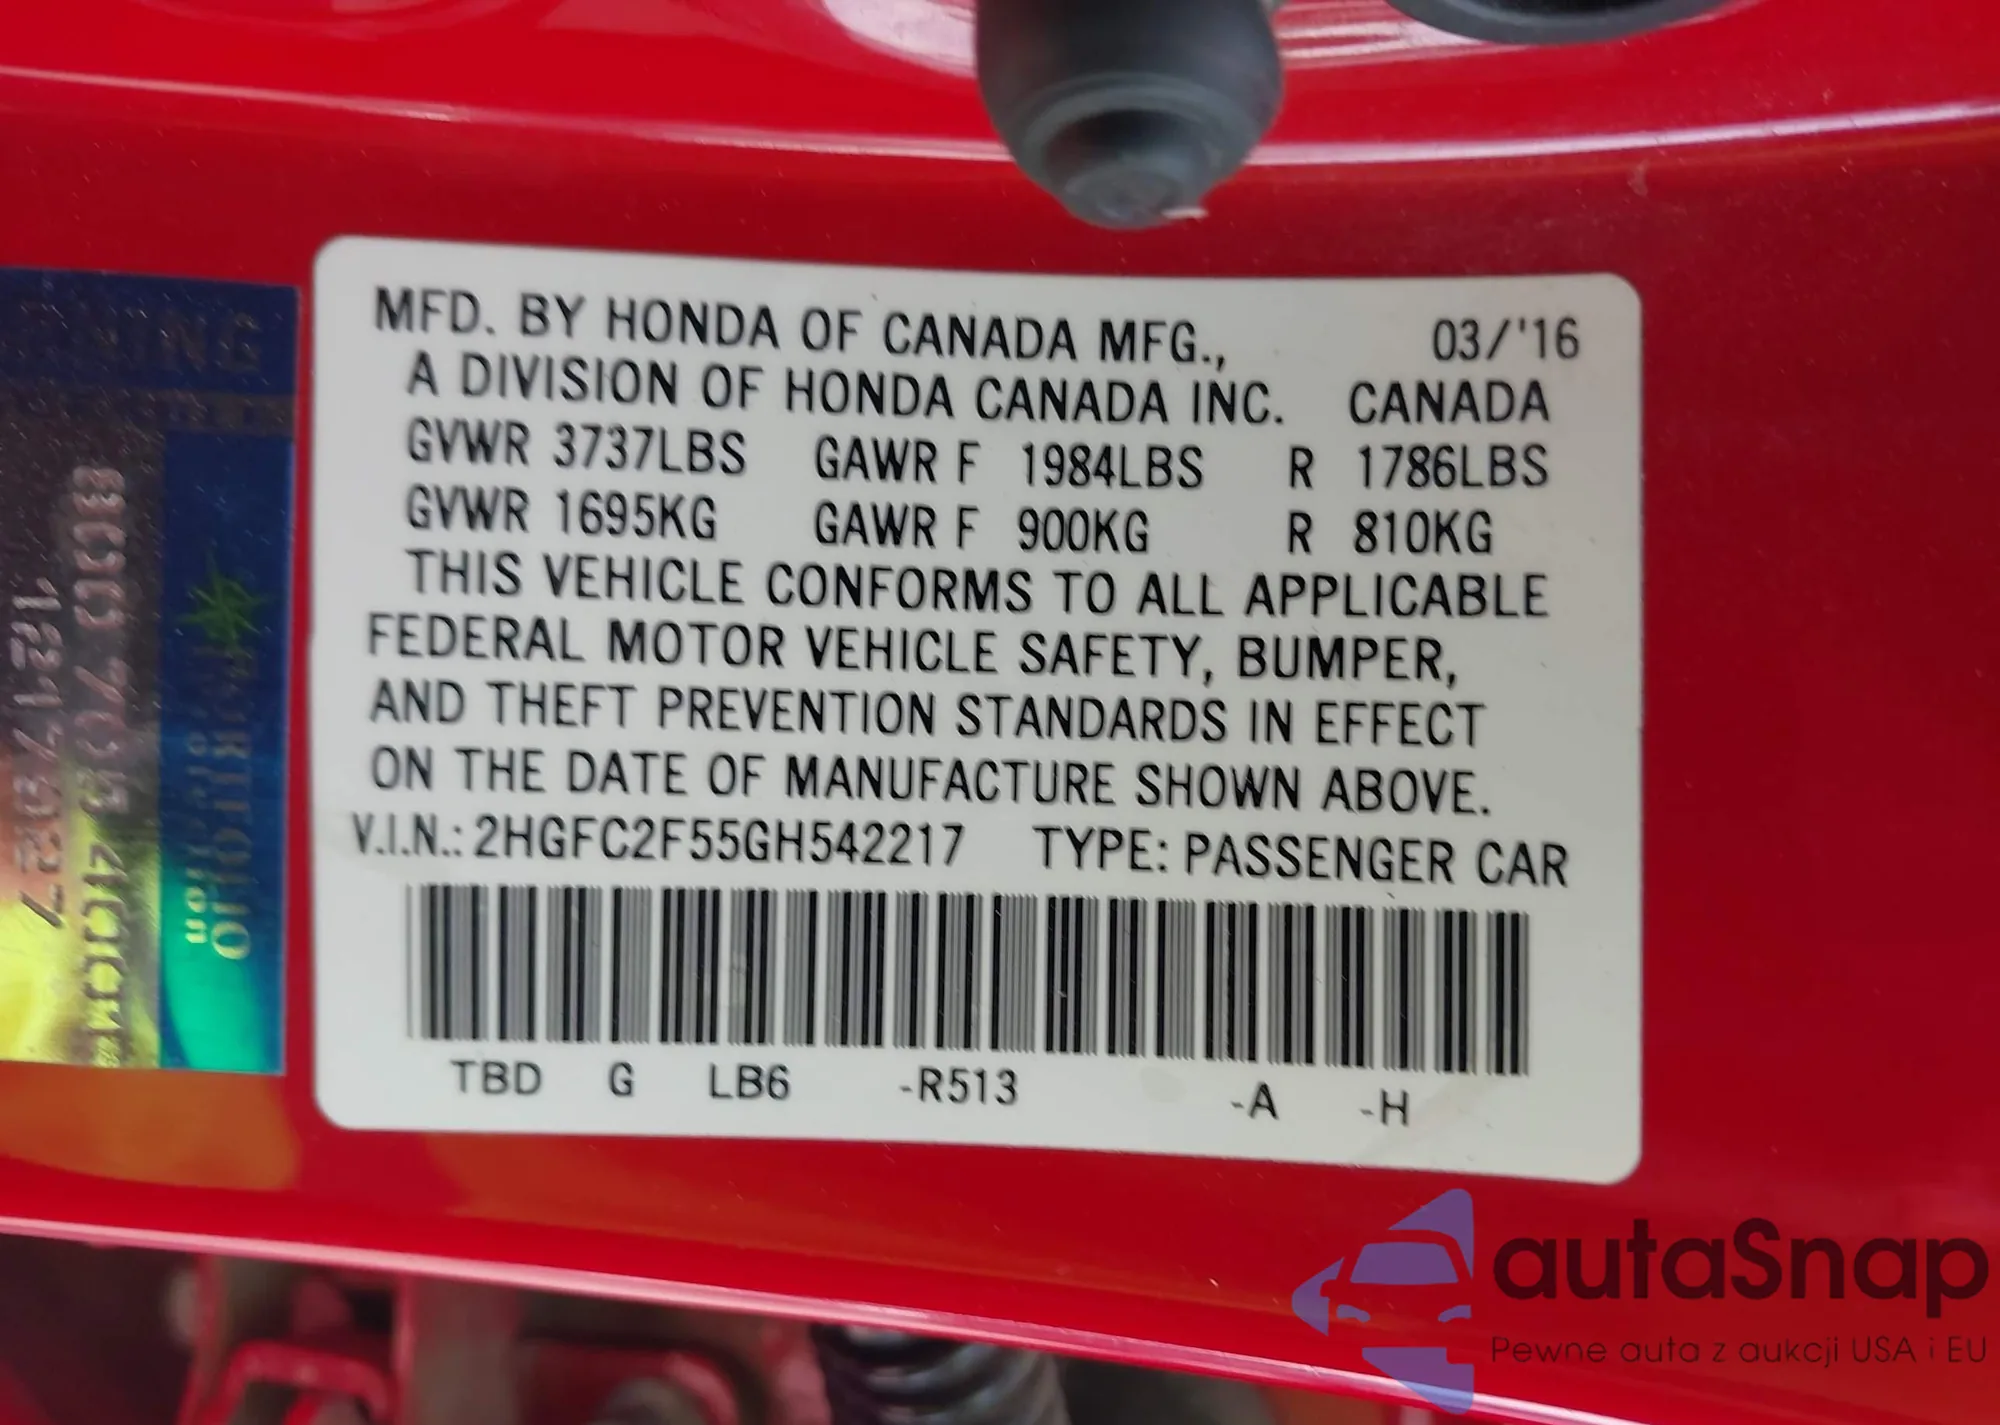 MFD. BY HONDA OF CANADA MFG., 03/'16
A DIVISION OF HONDA CANADA INC. CANADA
GVWR 3737LBS GAWR F 1984LBS R 1786LBS
GVWR 1695KG GAWR F 900KG R 810KG
THIS VEHICLE CONFORMS TO ALL APPLICABLE
FEDERAL MOTOR VEHICLE SAFETY, BUMPER,
AND THEFT PREVENTION STANDARDS IN EFFECT
ON THE DATE OF MANUFACTURE SHOWN ABOVE.
V.I.N.: 2HGFC2F55GH542217 TYPE: PASSENGER CAR
TBD G LB6 -R513 -A -H
autaSnap
Pewne auta z aukcji USA i EU